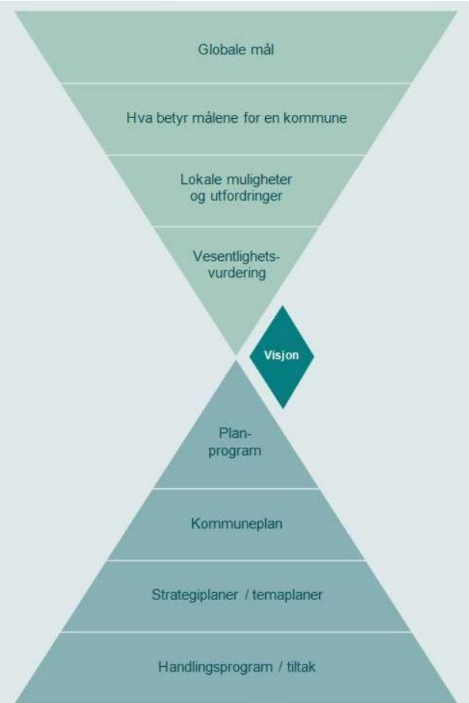 Globale mål
Hva betyr målene for en kommune
Lokale muligheter
og utfordringer
Vesentlighets-
vurdering
Visjon
Plan-
program
Kommuneplan
Strategiplaner / temaplaner
Handlingsprogram / tiltak